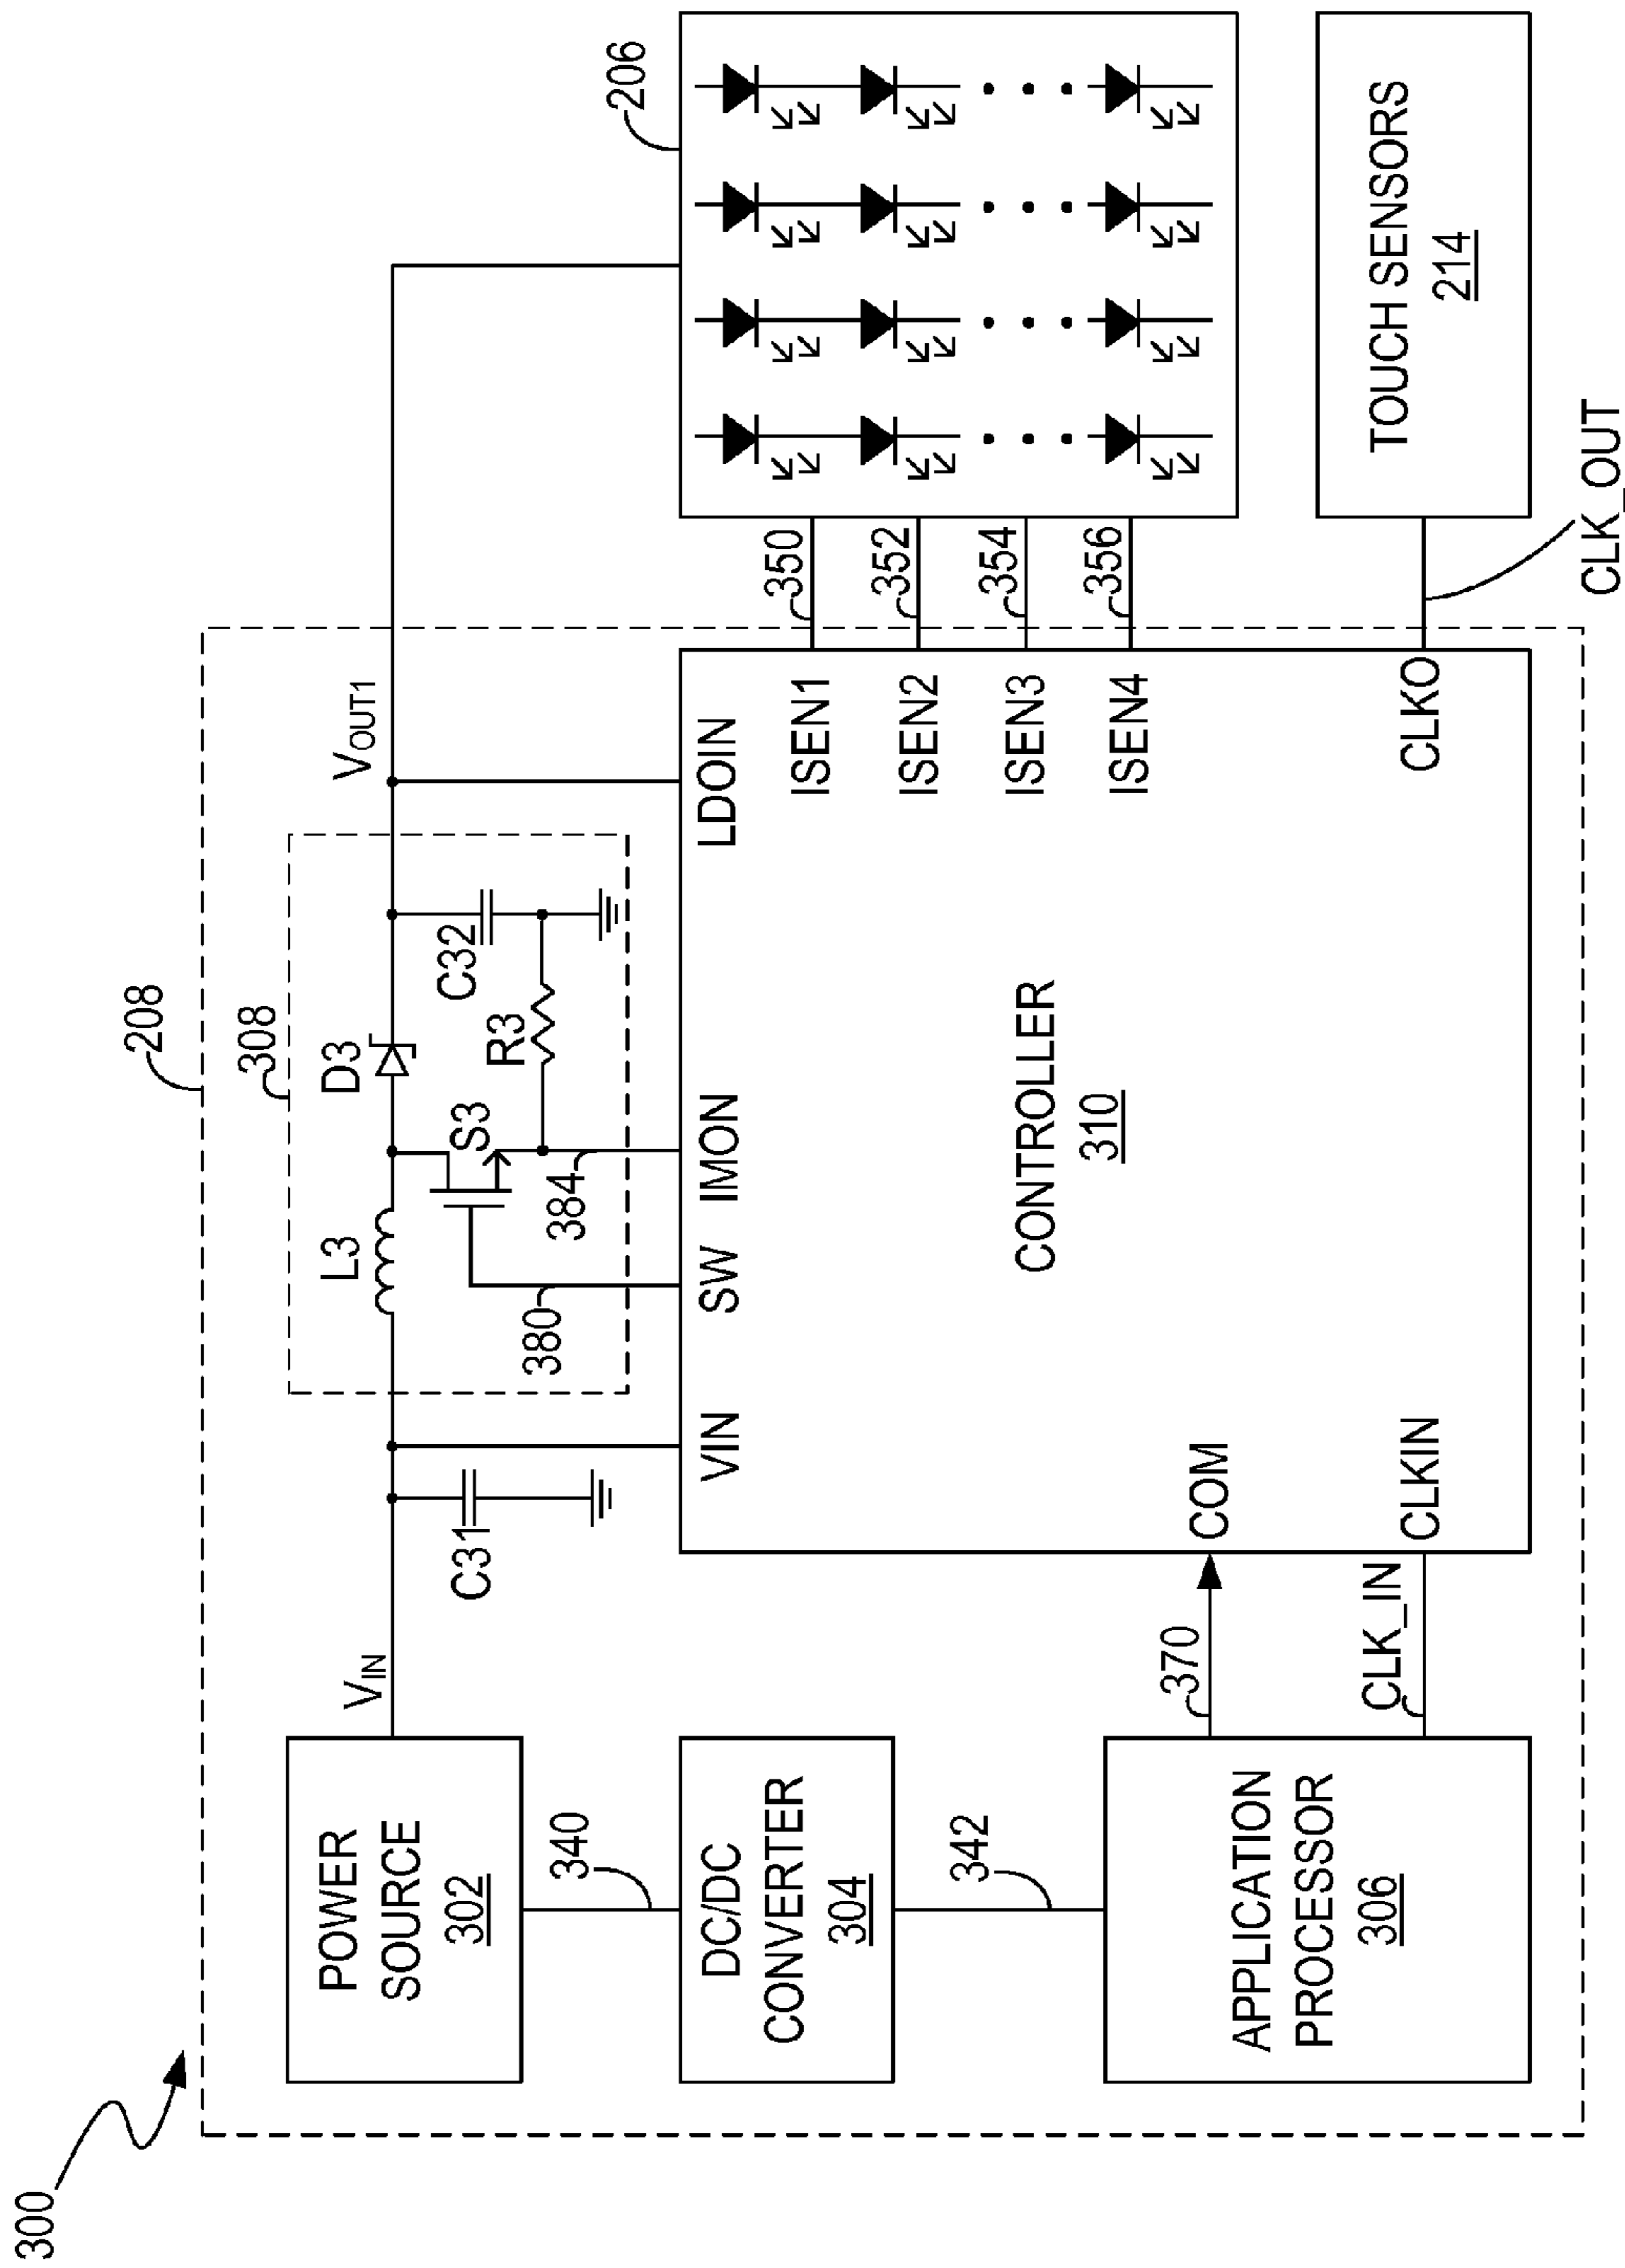 300
208
308
206
POWER
SOURCE
302
V_IN
C31
L3
D3
S3
R3
C32
V_OUT1
380
384
340
DC/DC
CONVERTER
304
342
APPLICATION
PROCESSOR
306
370
CLK_IN
VIN
SW
IMON
LDOIN
COM
CLKIN
CONTROLLER
310
ISEN1
ISEN2
ISEN3
ISEN4
CLKO
350
352
354
356
TOUCH SENSORS
214
CLK_OUT